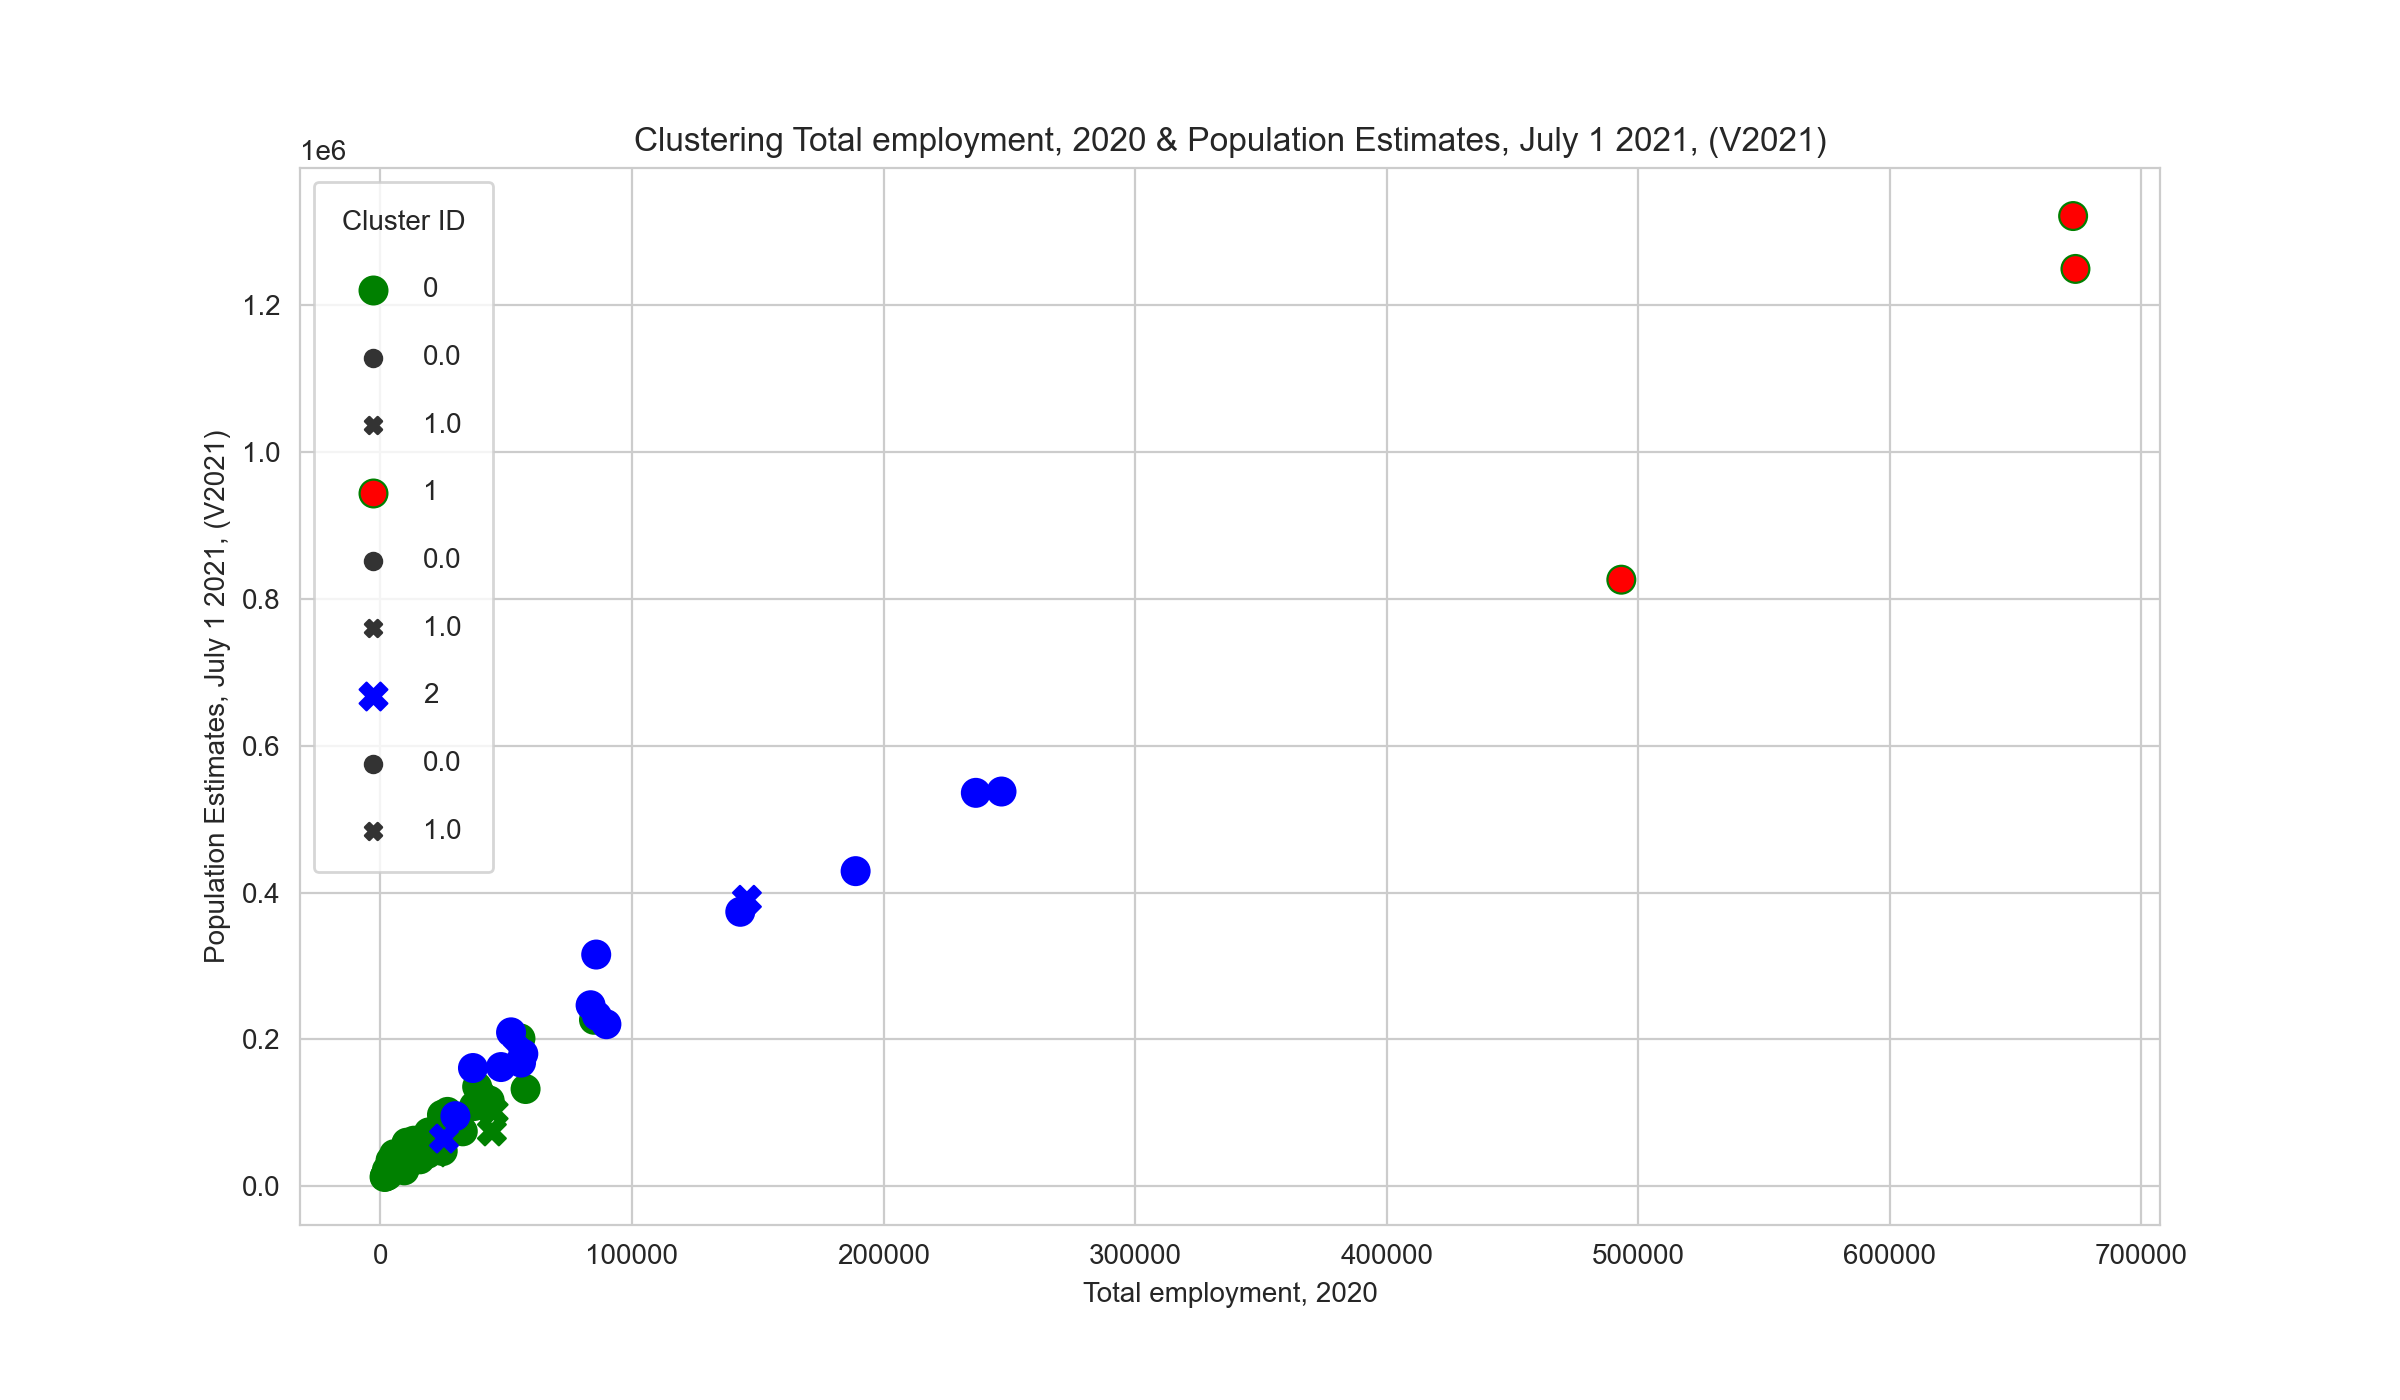 Clustering Total employment, 2020 & Population Estimates, July 1 2021, (V2021)
1e6
Cluster ID
0
0.0
1.0
1
0.0
1.0
2
0.0
1.0
Population Estimates, July 1 2021, (V2021)
1.2
1.0
0.8
0.6
0.4
0.2
0.0
0 100000 200000 300000 400000 500000 600000 700000
Total employment, 2020